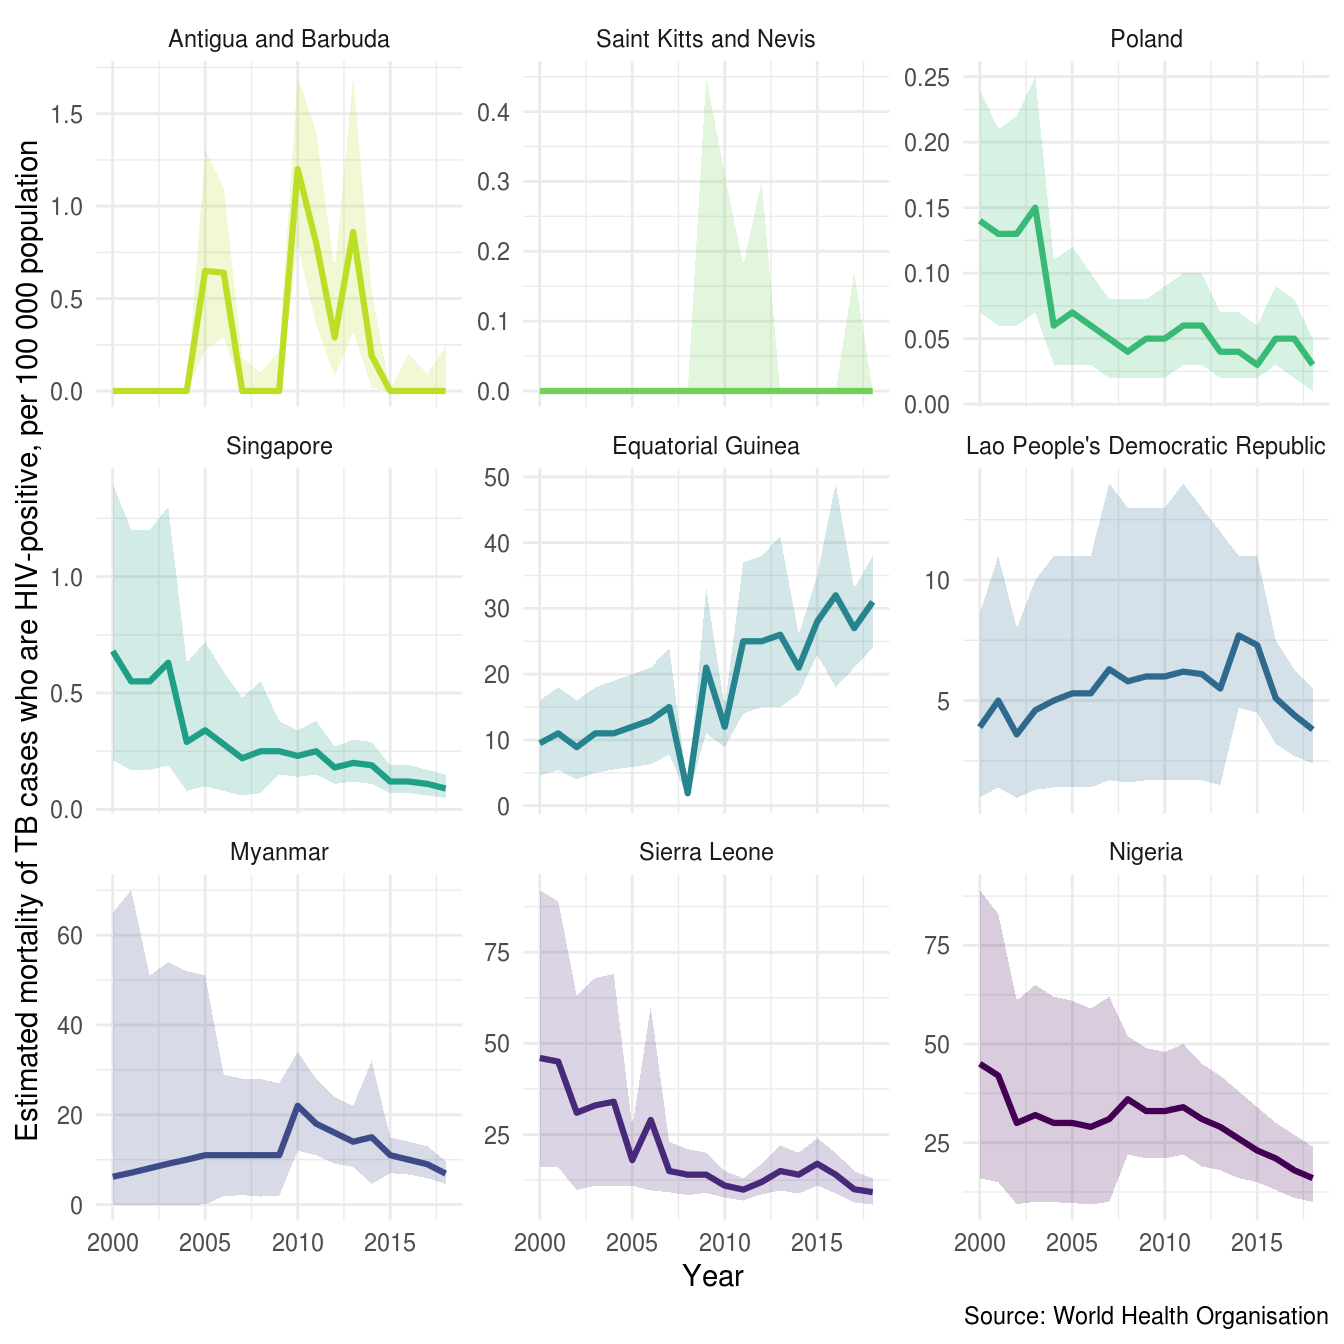 Estimated mortality of TB cases who are HIV-positive, per 100 000 population
Antigua and Barbuda
1.5
1.0
0.5
0.0
Saint Kitts and Nevis
0.4
0.3
0.2
0.1
0.0
Poland
0.25
0.20
0.15
0.10
0.05
0.00
Singapore
1.0
0.5
0.0
Equatorial Guinea
50
40
30
20
10
0
Lao People's Democratic Republic
10
5
Myanmar
60
40
20
0
2000 2005 2010 2015
Sierra Leone
75
50
25
2000 2005 2010 2015
Nigeria
75
50
25
2000 2005 2010 2015
Year
Source: World Health Organisation